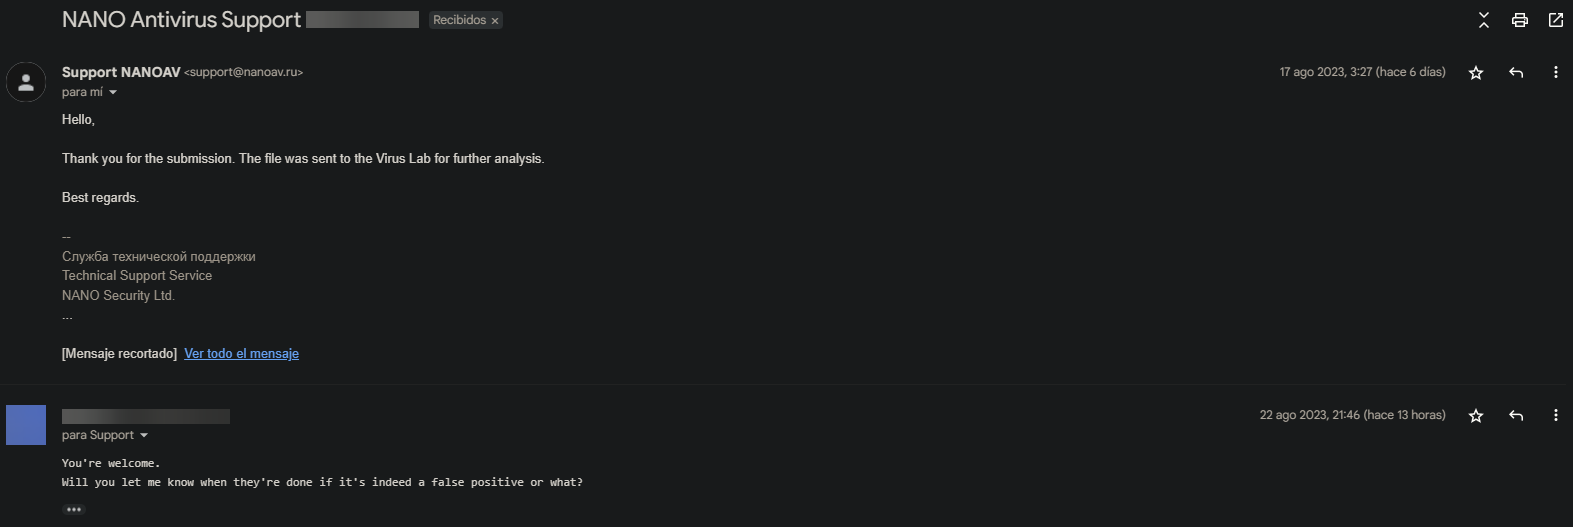 NANO Antivirus Support Recibidos ×
Support NANOAV <support@nanoav.ru> 17 ago 2023, 3:27 (hace 6 días)
para mí
Hello,
Thank you for the submission. The file was sent to the Virus Lab for further analysis.
Best regards.
--
Служба технической поддержки
Technical Support Service
NANO Security Ltd.
...
[Mensaje recortado] Ver todo el mensaje
22 ago 2023, 21:46 (hace 13 horas)
para Support
You're welcome.
Will you let me know when they're done if it's indeed a false positive or what?